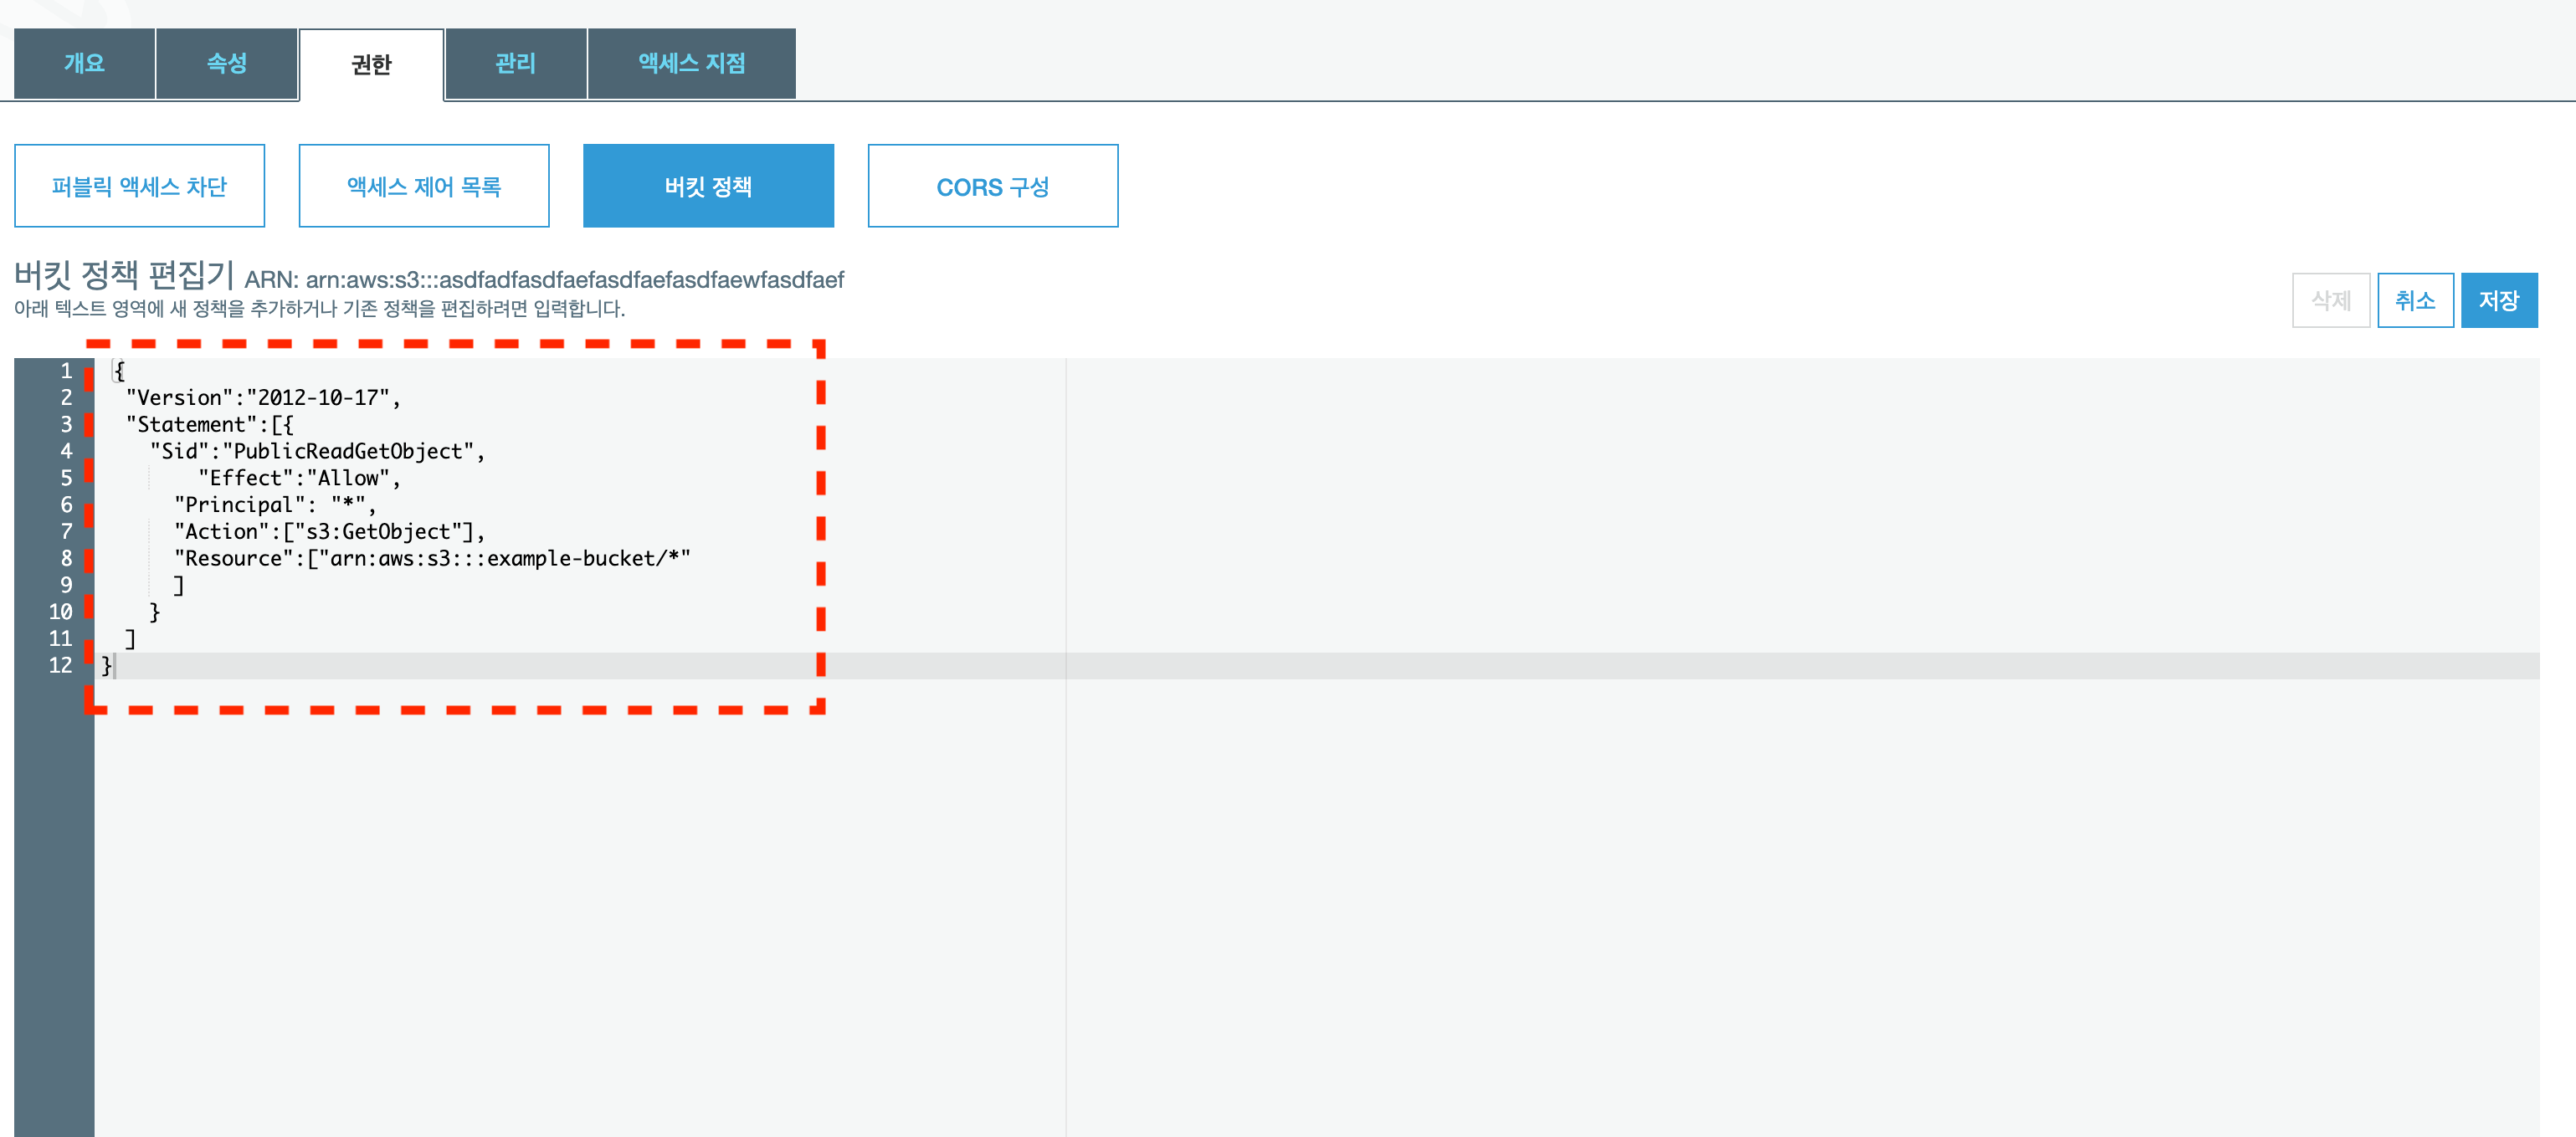 개요 속성 권한 관리 액세스 지점
퍼블릭 액세스 차단 액세스 제어 목록 버킷 정책 CORS 구성
버킷 정책 편집기 ARN: arn:aws:s3:::asdfadfasdfaefasdfaefasdfaewfasdfaef
아래 텍스트 영역에 새 정책을 추가하거나 기존 정책을 편집하려면 입력합니다.
삭제 취소 저장
1 {
2 "Version":"2012-10-17",
3 "Statement":[{
4 "Sid":"PublicReadGetObject",
5 "Effect":"Allow",
6 "Principal": "*",
7 "Action":["s3:GetObject"],
8 "Resource":["arn:aws:s3:::example-bucket/*"
9 ]
10 }
11 ]
12 }